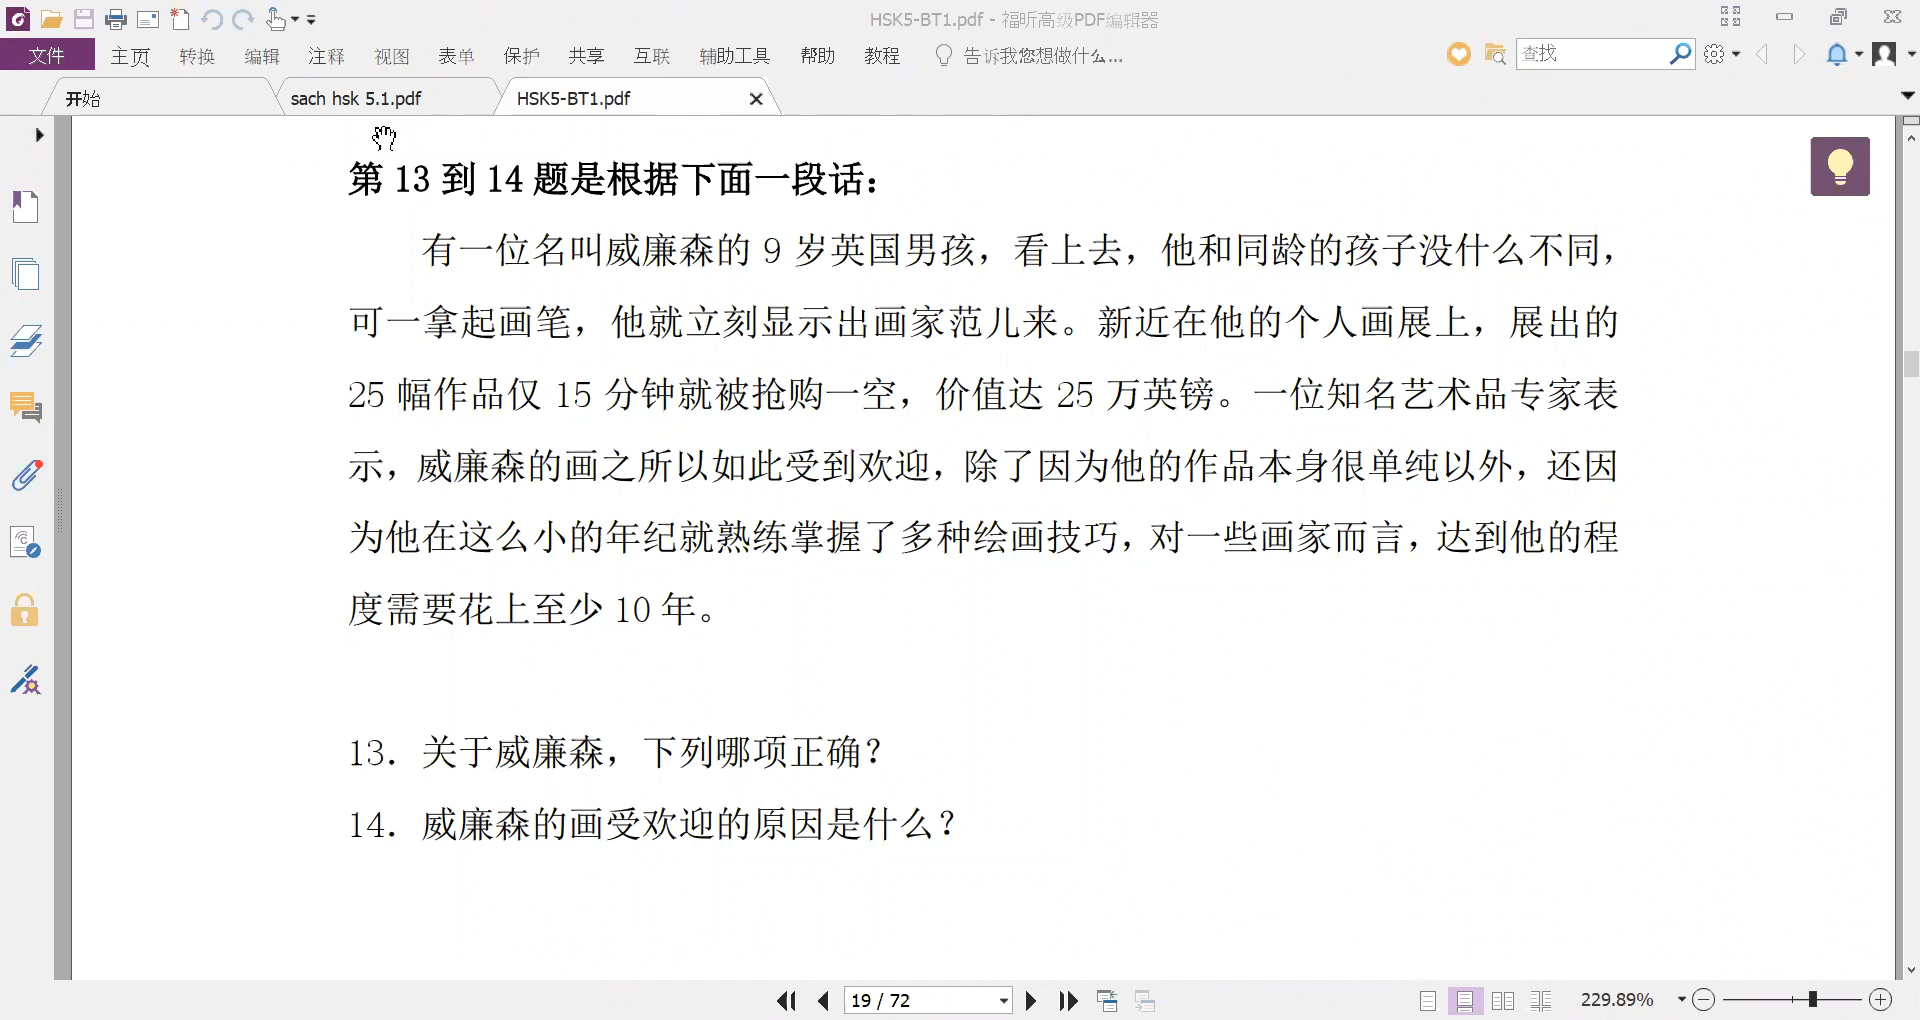 HSK5-BT1.pdf - 福昕高级PDF编辑器
文件 主页 转换 编辑 注释 视图 表单 保护 共享 互联 辅助工具 帮助 教程 告诉我您想做什么... 查找
开始 sach hsk 5.1.pdf HSK5-BT1.pdf
第 13 到 14 题是根据下面一段话：
有一位名叫威廉森的 9 岁英国男孩，看上去，他和同龄的孩子没什么不同，
可一拿起画笔，他就立刻显示出画家范儿来。新近在他的个人画展上，展出的
25 幅作品仅 15 分钟就被抢购一空，价值达 25 万英镑。一位知名艺术品专家表
示，威廉森的画之所以如此受到欢迎，除了因为他的作品本身很单纯以外，还因
为他在这么小的年纪就熟练掌握了多种绘画技巧，对一些画家而言，达到他的程
度需要花上至少 10 年。
13．关于威廉森，下列哪项正确？
14．威廉森的画受欢迎的原因是什么？
19 / 72 229.89%